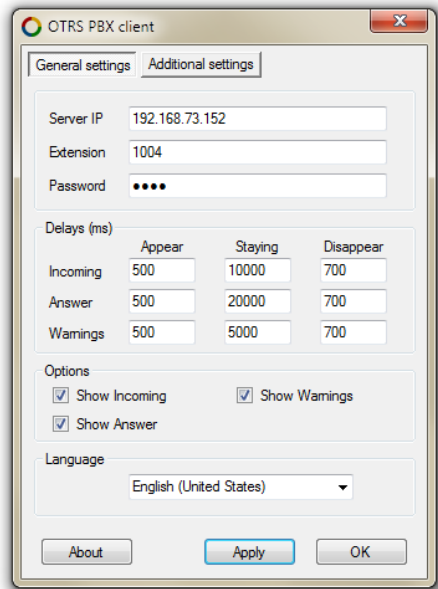 OTRS PBX client
General settings Additional settings
Server IP 192.168.73.152
Extension 1004
Password ••••
Delays (ms)
Appear Staying Disappear
Incoming 500 10000 700
Answer 500 20000 700
Warnings 500 5000 700
Options
Show Incoming Show Warnings
Show Answer
Language
English (United States)
About Apply OK